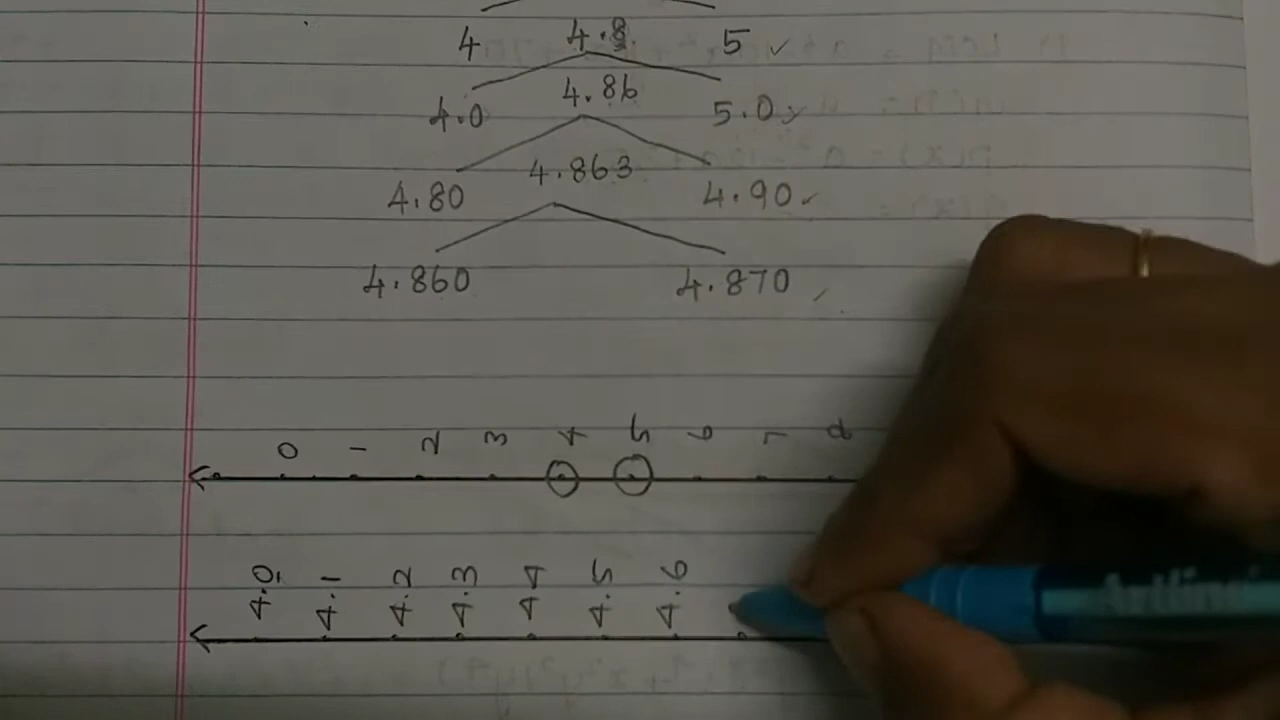 4 4.8 5 ✓
4.0 4.86 5.0 ✓
4.80 4.863 4.90 ✓
4.860 4.870
0 1 2 3 4 5 6 7 8
4.0 4.1 4.2 4.3 4.4 4.5 4.6
Artline